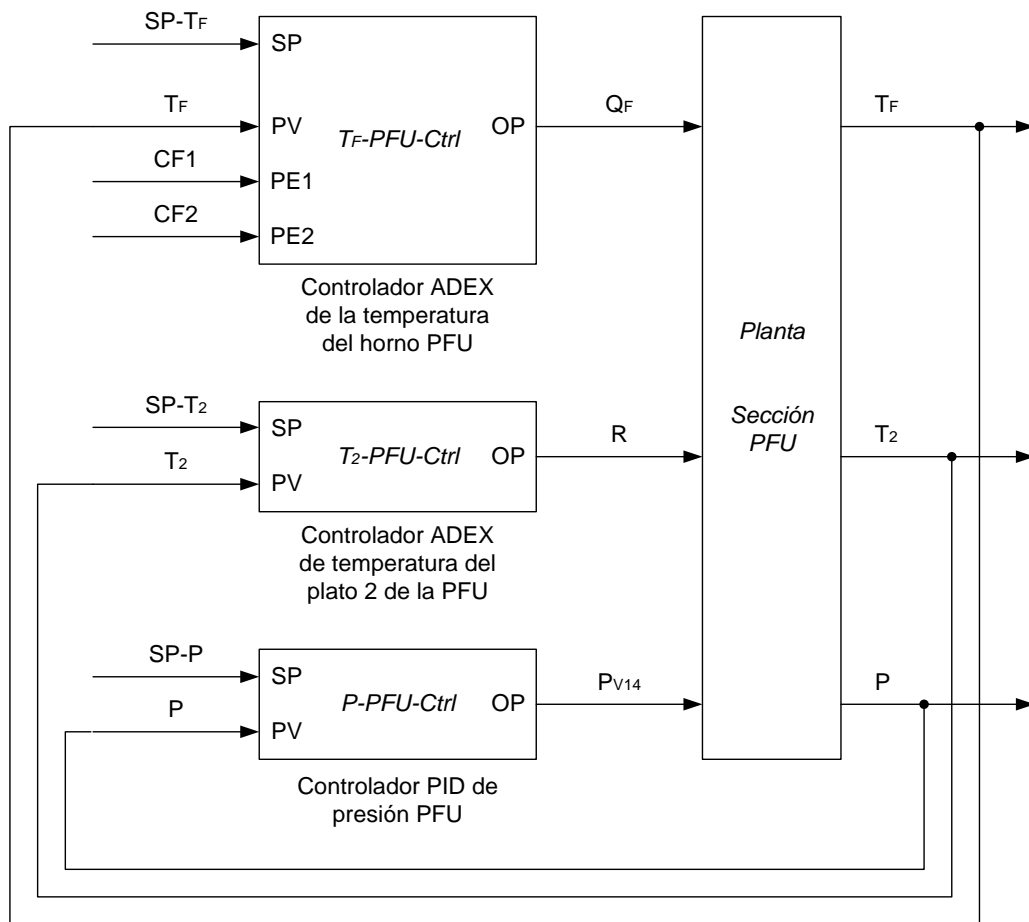 SP-TF
SP
TF
PV
TF-PFU-Ctrl
OP
QF
TF
CF1
PE1
CF2
PE2
Controlador ADEX
de la temperatura
del horno PFU
Planta
Sección
PFU
SP-T2
SP
T2
PV
T2-PFU-Ctrl
OP
R
T2
Controlador ADEX
de temperatura del
plato 2 de la PFU
SP-P
SP
P
PV
P-PFU-Ctrl
OP
PV14
P
Controlador PID de
presión PFU